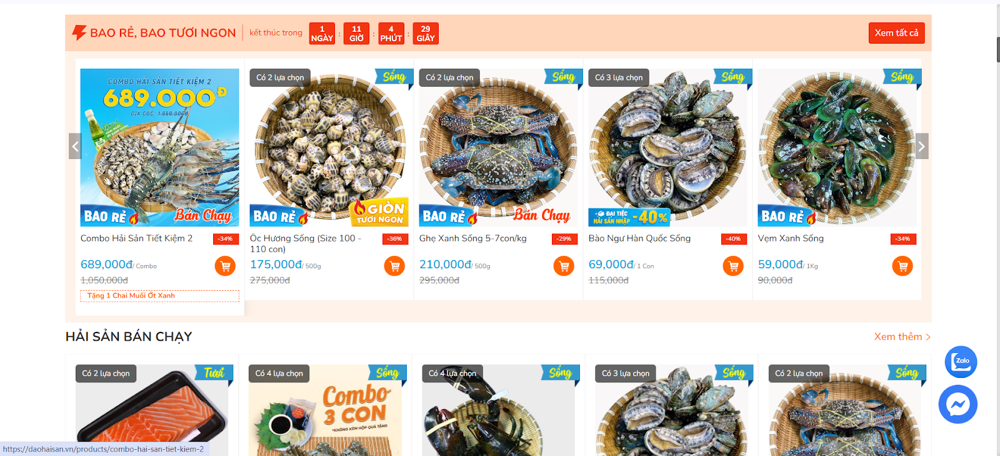 BAO RẺ, BAO TƯƠI NGON
kết thúc trong
1 NGÀY : 11 GIỜ : 4 PHÚT : 29 GIÂY
Xem tất cả
COMBO HẢI SẢN TIẾT KIỆM 2
689.000Đ
GIÁ GỐC: 1.050.000đ
BAO RẺ
Bán Chạy
Combo Hải Sản Tiết Kiệm 2
-34%
689,000đ/ Combo
1,050,000đ
Tặng 1 Chai Muối Ớt Xanh
Có 2 lựa chọn
Sống
BAO RẺ
GIÒN
TƯƠI NGON
Ốc Hương Sống (Size 100 -
110 con)
-36%
175,000đ/ 500g
275,000đ
Có 2 lựa chọn
Sống
BAO RẺ
Bán Chạy
Ghẹ Xanh Sống 5-7con/kg
-29%
210,000đ/ 500g
295,000đ
Có 3 lựa chọn
Sống
ĐẠI TIỆC
HẢI SẢN NHẬP
-40%
Bào Ngư Hàn Quốc Sống
-40%
69,000đ/ 1 Con
115,000đ
Sống
BAO RẺ
Vẹm Xanh Sống
-34%
59,000đ/ 1Kg
90,000đ
HẢI SẢN BÁN CHẠY
Xem thêm
Có 2 lựa chọn
Tươi
Có 4 lựa chọn
Sống
Combo
3 CON
*KHÔNG KÈM HỘP QUÀ TẶNG
Có 4 lựa chọn
Sống
Có 3 lựa chọn
Sống
Có 2 lựa chọn
Sống
Zalo
https://daohaisan.vn/products/combo-hai-san-tiet-kiem-2